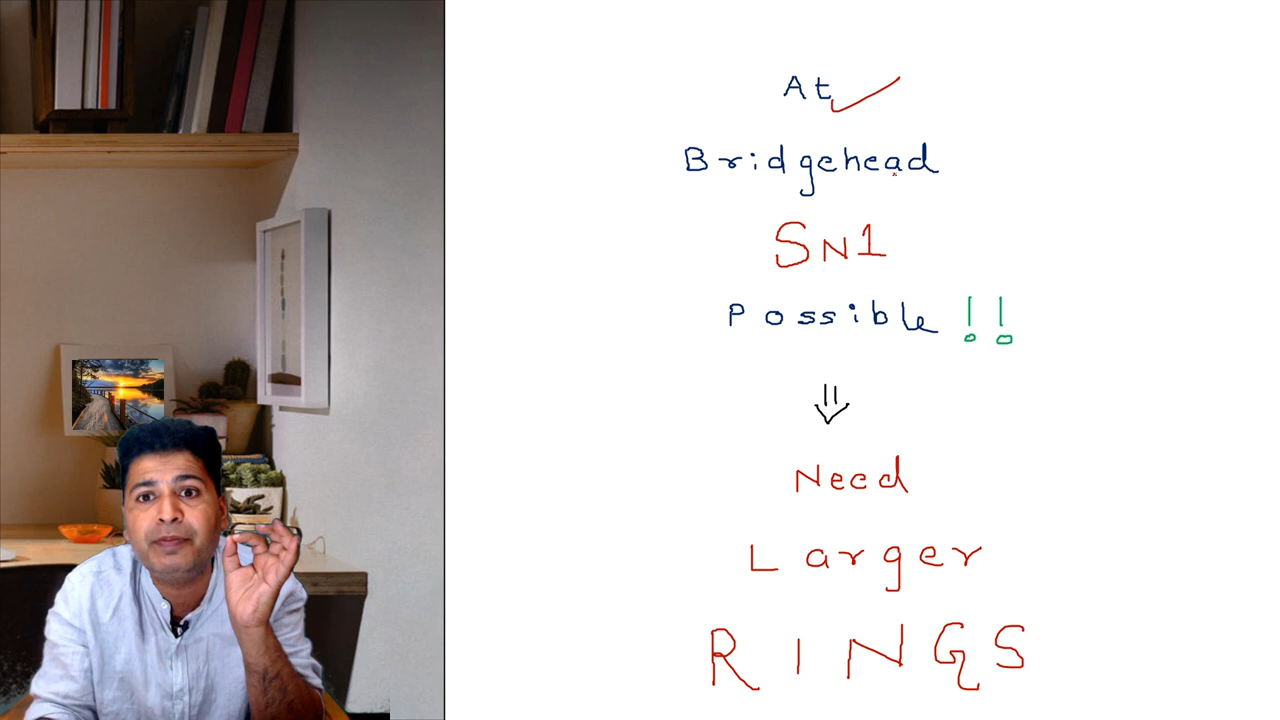 At
Bridgehead
SN1
Possible !!
Need
Larger
RINGS